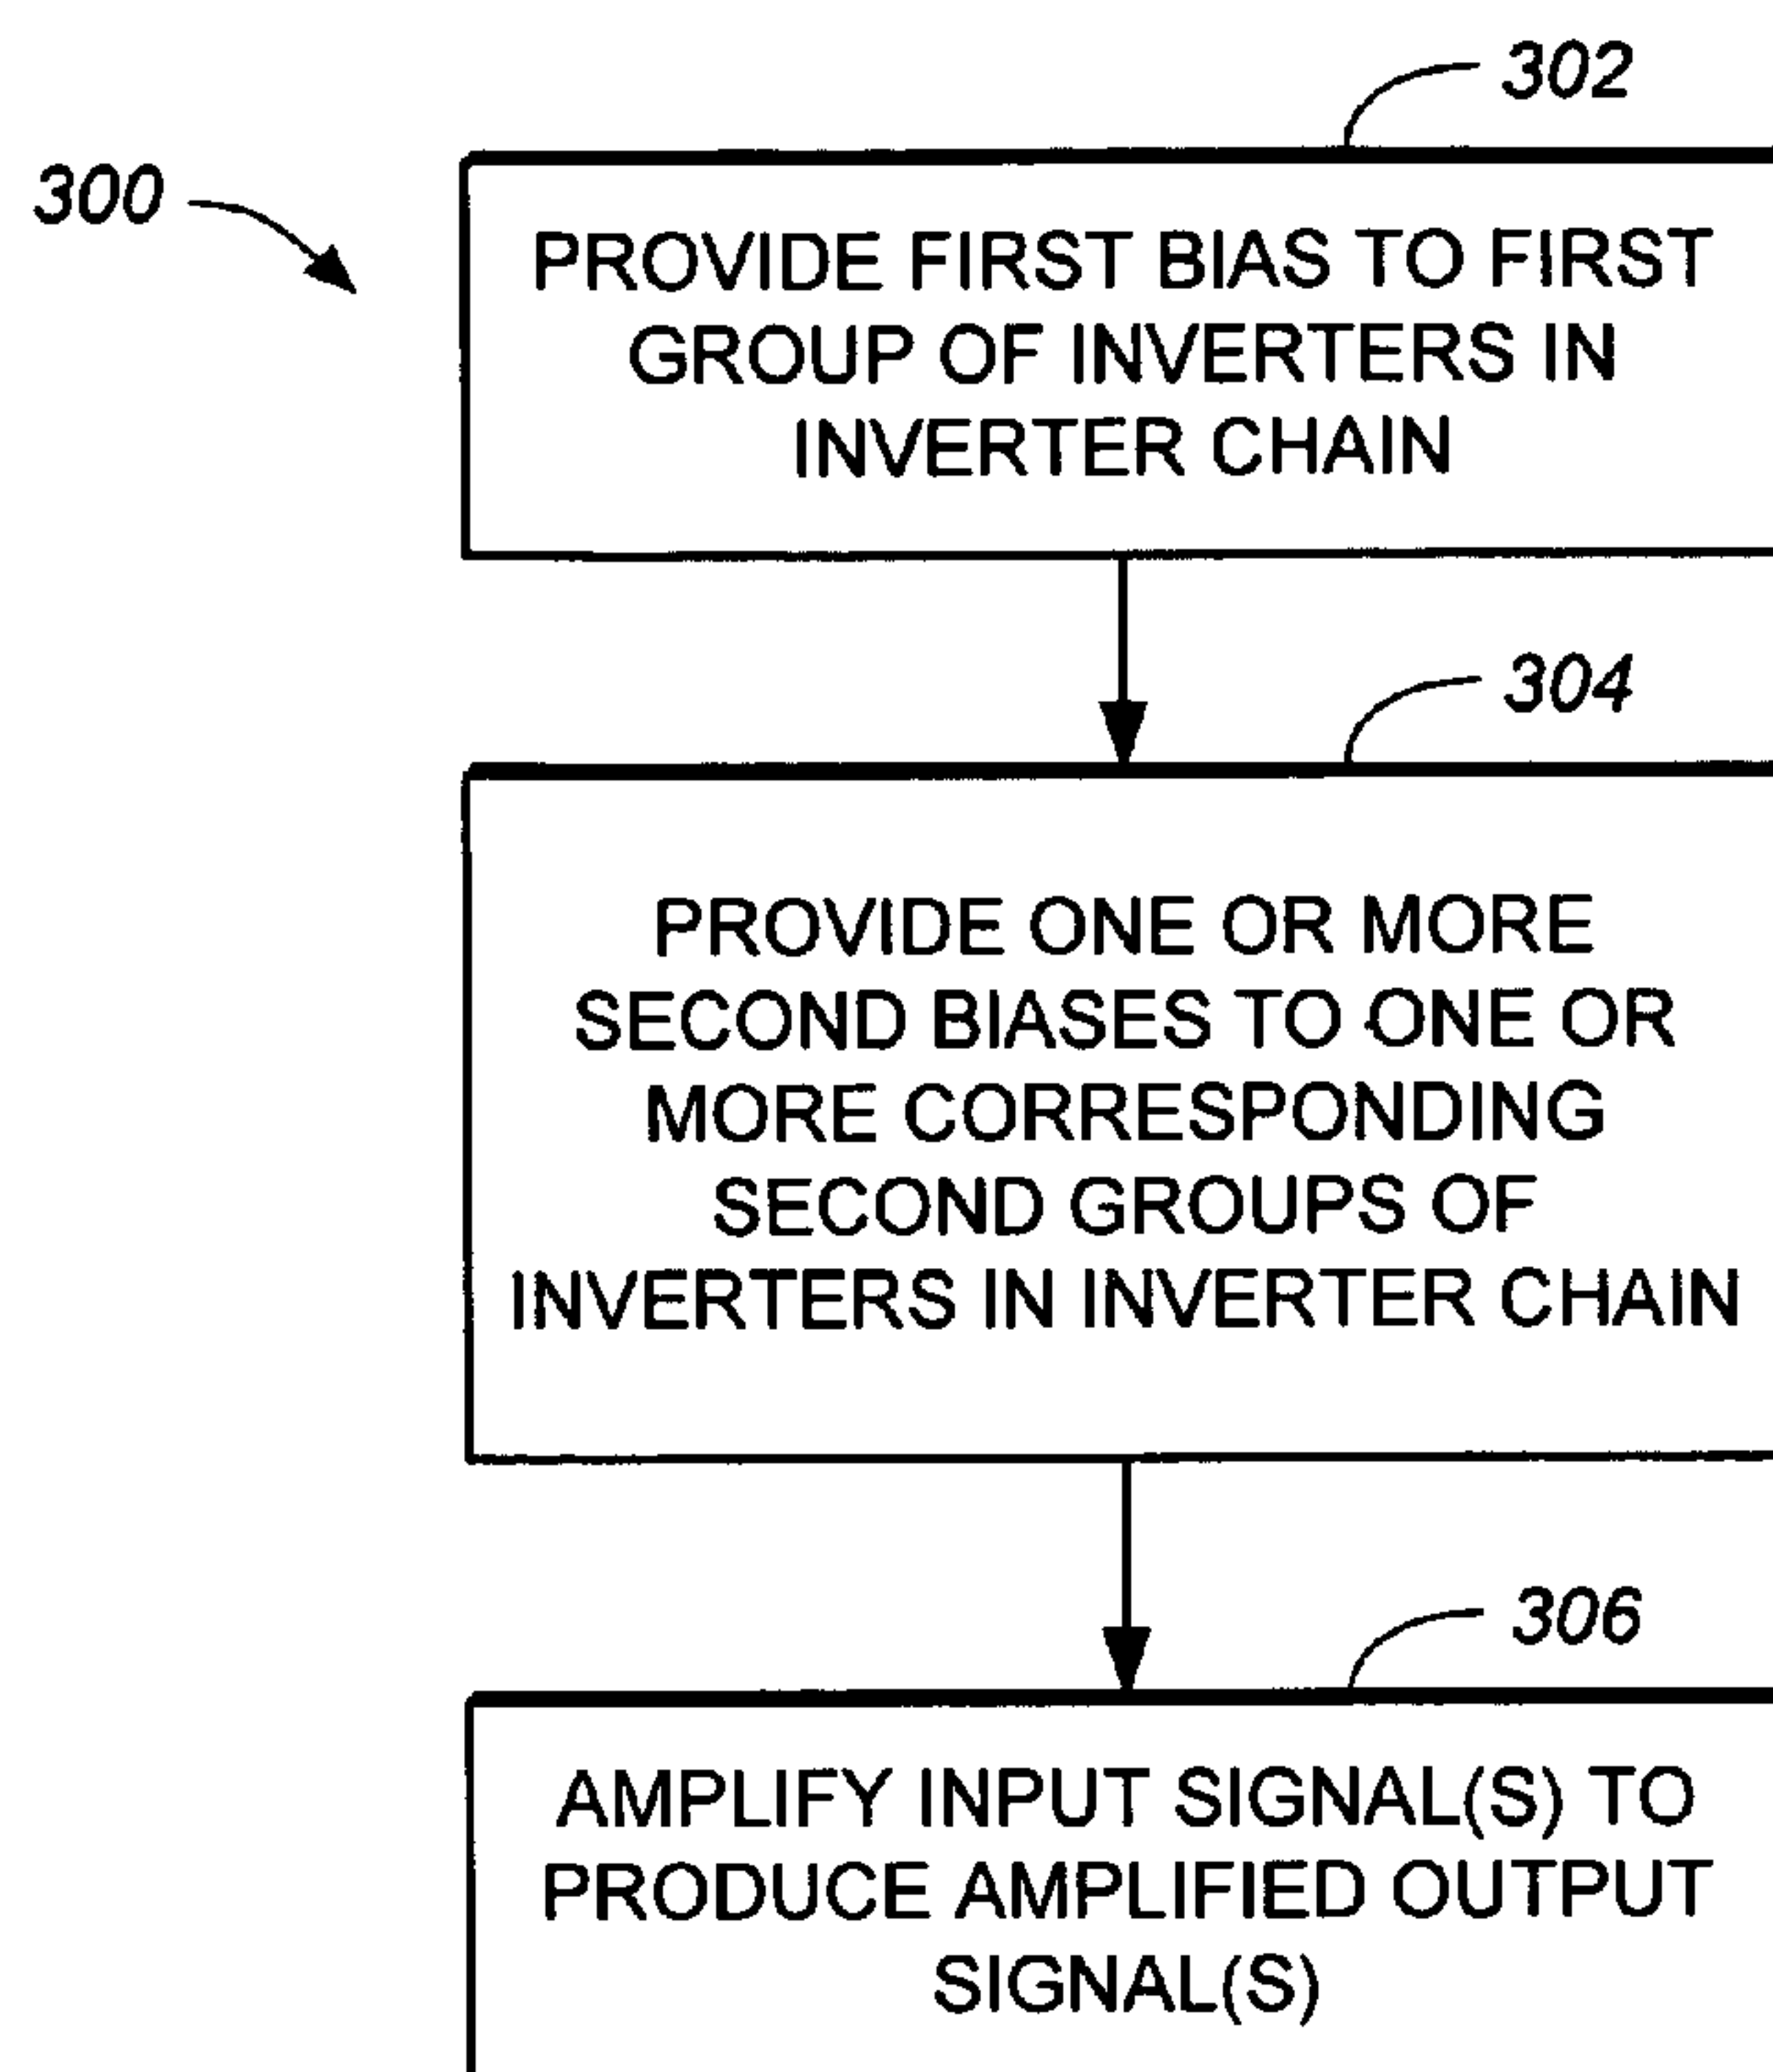 302
300
PROVIDE FIRST BIAS TO FIRST
GROUP OF INVERTERS IN
INVERTER CHAIN
304
PROVIDE ONE OR MORE
SECOND BIASES TO ONE OR
MORE CORRESPONDING
SECOND GROUPS OF
INVERTERS IN INVERTER CHAIN
306
AMPLIFY INPUT SIGNAL(S) TO
PRODUCE AMPLIFIED OUTPUT
SIGNAL(S)